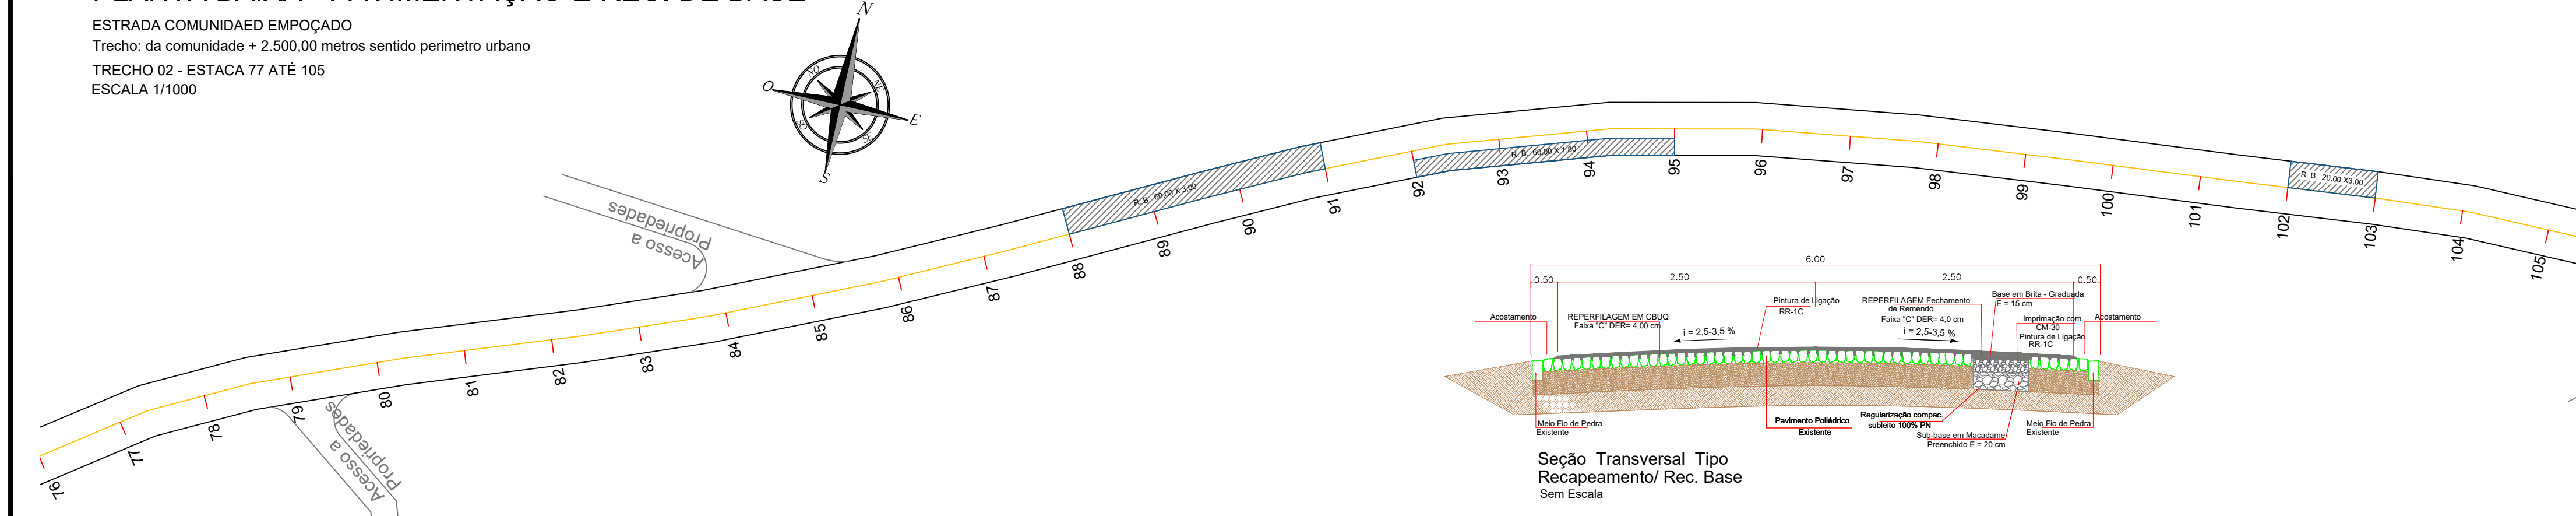 ESTRADA COMUNIDAED EMPOÇADO
Trecho: da comunidade + 2.500,00 metros sentido perimetro urbano
TRECHO 02 - ESTACA 77 ATÉ 105
ESCALA 1/1000
N
NO
NE
O
E
SO
SE
S
Acesso a
Propriedades
Acesso a
Propriedades
R. B. 60,00 X 3,00
R. B. 60,00 X 1,80
R. B. 20,00 X3,00
76
77
78
79
80
81
82
83
84
85
86
87
88
89
90
91
92
93
94
95
96
97
98
99
100
101
102
103
104
105
6.00
0.50
2.50
2.50
0.50
Acostamento
REPERFILAGEM EM CBUQ
Faixa "C" DER= 4,00 cm
i = 2,5-3,5 %
Pintura de Ligação
RR-1C
REPERFILAGEM Fechamento
de Remendo
Faixa "C" DER= 4,0 cm
i = 2,5-3,5 %
Base em Brita - Graduada
E = 15 cm
Imprimação com
CM-30
Pintura de Ligação
RR-1C
Acostamento
Meio Fio de Pedra
Existente
Pavimento Poliédrico
Existente
Regularização compac.
subleito 100% PN
Sub-base em Macadame
Preenchido E = 20 cm
Meio Fio de Pedra
Existente
Seção Transversal Tipo
Recapeamento/ Rec. Base
Sem Escala